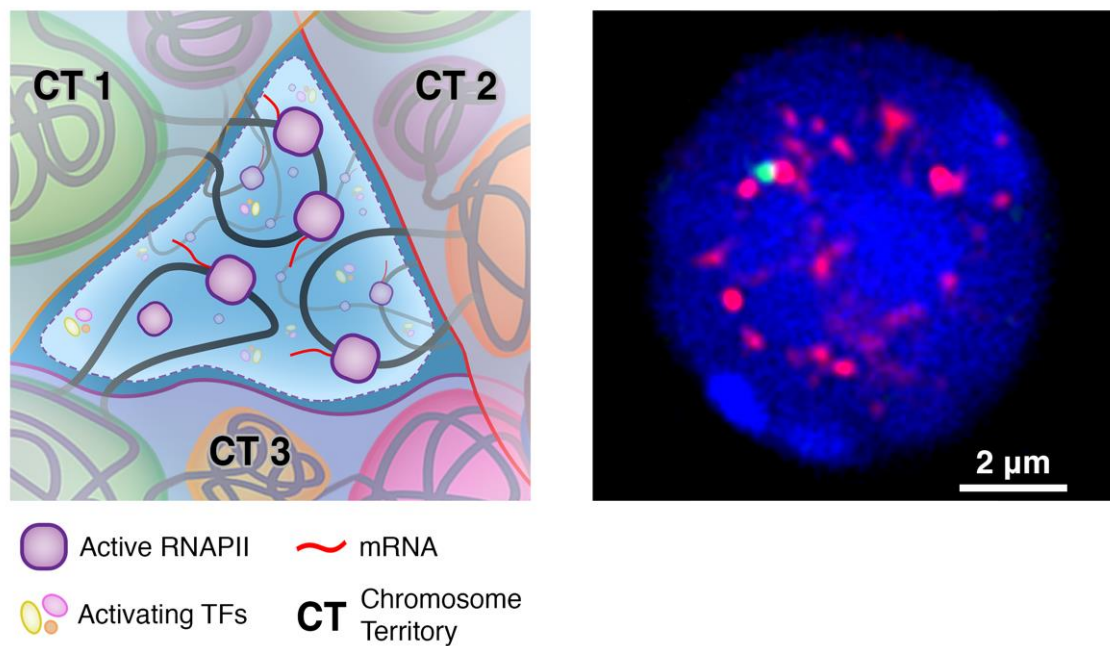 CT 1
CT 2
CT 3
2 μm
Active RNAPII
mRNA
Activating TFs
CT
Chromosome
Territory